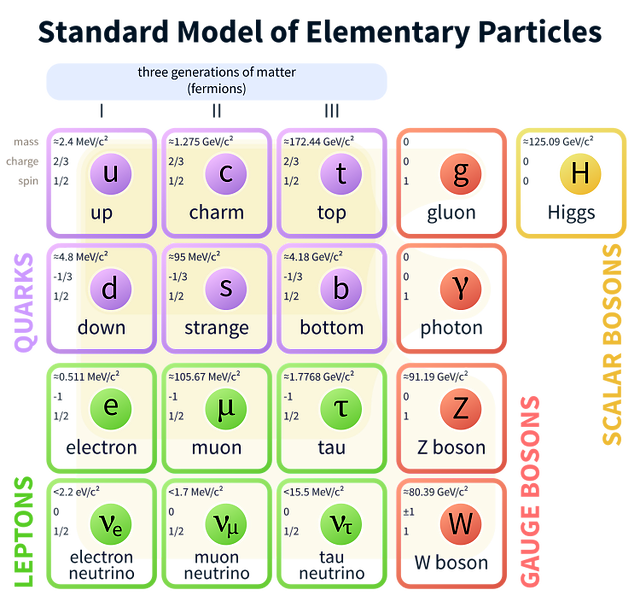 Standard Model of Elementary Particles
three generations of matter
(fermions)
I
II
III
mass
charge
spin
≈2.4 MeV/c²
2/3
1/2
u
up
≈1.275 GeV/c²
2/3
1/2
c
charm
≈172.44 GeV/c²
2/3
1/2
t
top
0
0
1
g
gluon
≈125.09 GeV/c²
0
0
H
Higgs
QUARKS
≈4.8 MeV/c²
-1/3
1/2
d
down
≈95 MeV/c²
-1/3
1/2
s
strange
≈4.18 GeV/c²
-1/3
1/2
b
bottom
0
0
1
γ
photon
SCALAR BOSONS
≈0.511 MeV/c²
-1
1/2
e
electron
≈105.67 MeV/c²
-1
1/2
μ
muon
≈1.7768 GeV/c²
-1
1/2
τ
tau
≈91.19 GeV/c²
0
1
Z
Z boson
LEPTONS
<2.2 eV/c²
0
1/2
νe
electron
neutrino
<1.7 MeV/c²
0
1/2
νμ
muon
neutrino
<15.5 MeV/c²
0
1/2
ντ
tau
neutrino
≈80.39 GeV/c²
±1
1
W
W boson
GAUGE BOSONS